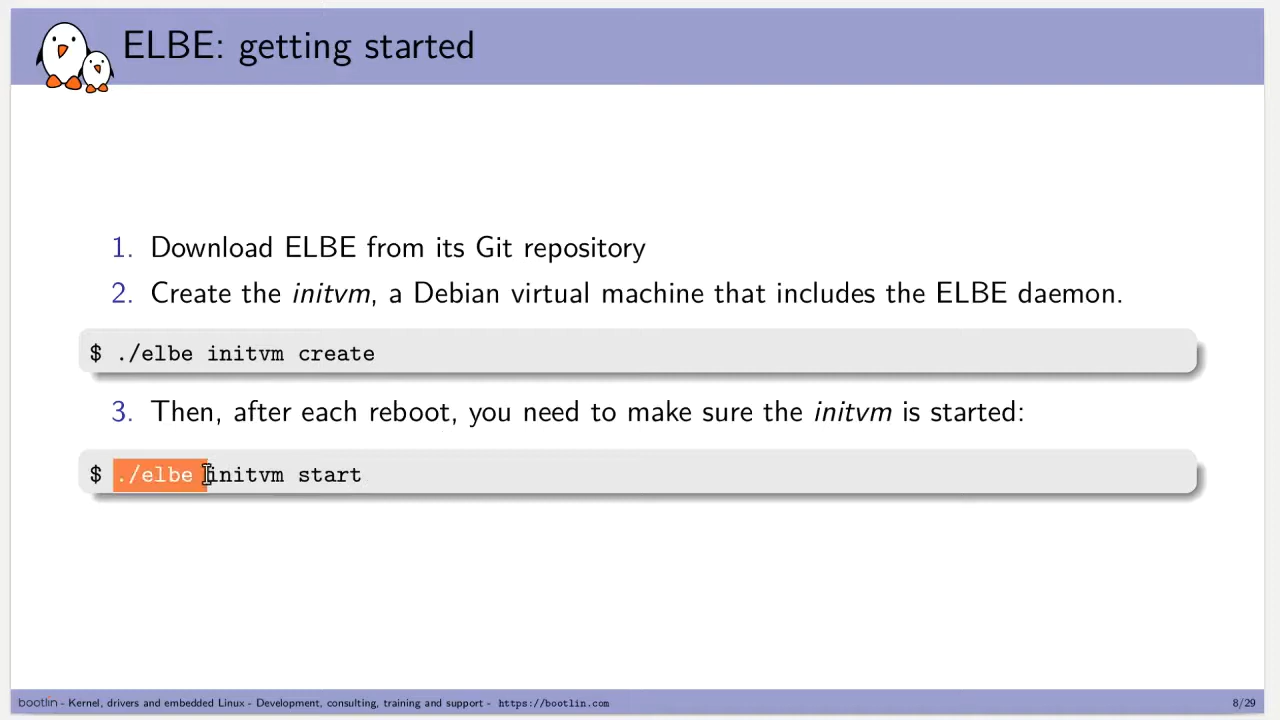 ELBE: getting started
1. Download ELBE from its Git repository
2. Create the initvm, a Debian virtual machine that includes the ELBE daemon.
$ ./elbe initvm create
3. Then, after each reboot, you need to make sure the initvm is started:
$ ./elbe initvm start
bootlin - Kernel, drivers and embedded Linux - Development, consulting, training and support - https://bootlin.com 8/29